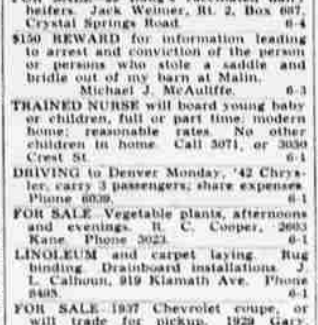 heifers. Jack Weimer, Rt. 2, Box 687,
Crystal Springs Road. 6-4
$150 REWARD for information leading
to arrest and conviction of the person
or persons who stole a saddle and
bridle out of my barn at Malin.
Michael J. McAuliffe. 6-3
TRAINED NURSE will board young baby
or children, full or part time; modern
home; reasonable rates. No other
children in home. Call 5071, or 3030
Crest St. 6-1
DRIVING to Denver Monday, '42 Chrys-
ler, carry 3 passengers; share expenses.
Phone 6039. 6-1
FOR SALE Vegetable plants, afternoons
and evenings. R. C. Cooper, 2603
Kane. Phone 3023. 6-1
LINOLEUM and carpet laying. Rug
binding. Drainboard installations. J.
L. Calhoun, 919 Klamath Ave. Phone
8495. 6-1
FOR SALE 1937 Chevrolet coupe, or
will trade for pickup. 1929 Gary.